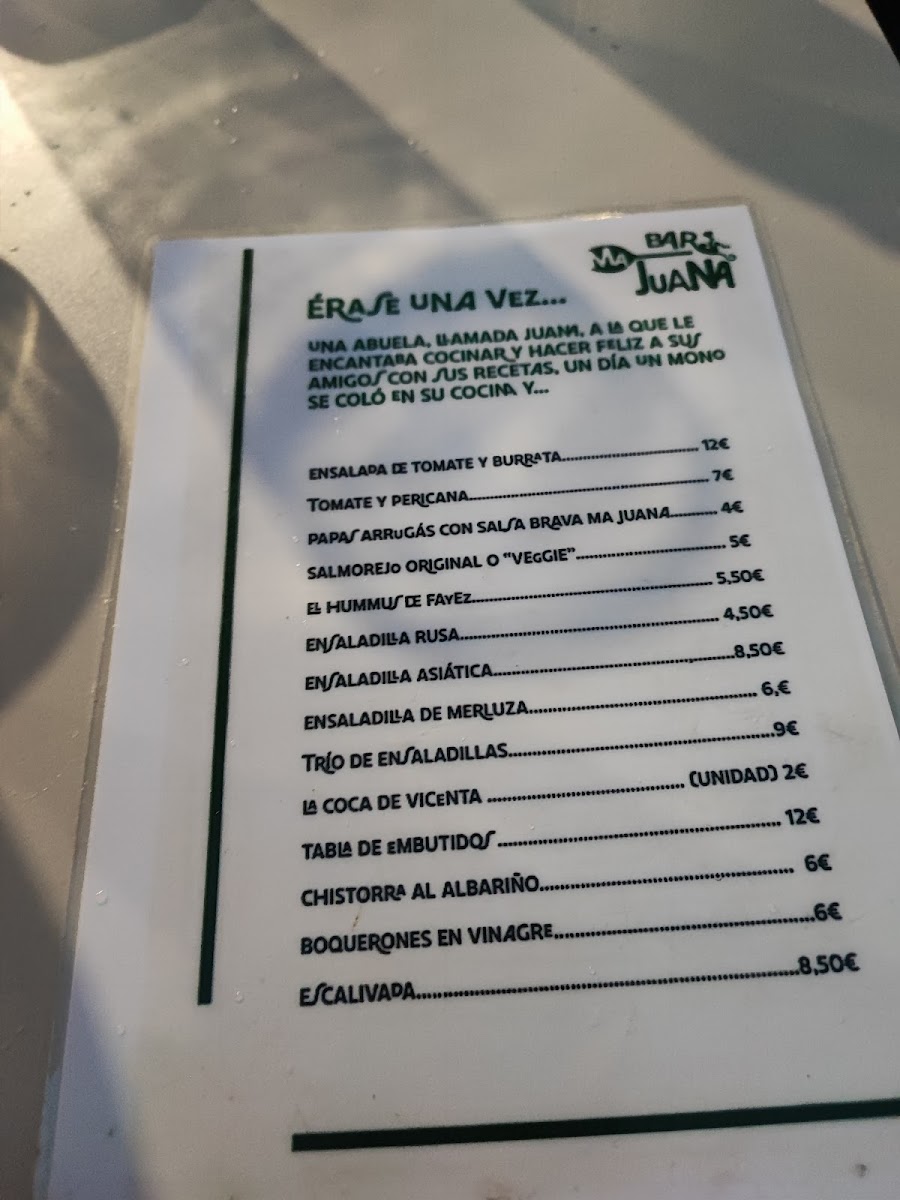 BAR
MA
JUANA
ÉRASE UNA VEZ...
UNA ABUELA, LLAMADA JUANA, A LA QUE LE
ENCANTABA COCINAR Y HACER FELIZ A SUS
AMIGOS CON SUS RECETAS. UN DÍA UN MONO
SE COLÓ EN SU COCINA Y...
ENSALADA DE TOMATE Y BURRATA 12€
TOMATE Y PERICANA 7€
PAPAS ARRUGÁS CON SALSA BRAVA MA JUANA 4€
SALMOREJO ORIGINAL O "VEGGIE" 5€
EL HUMMUS DE FAYEZ 5,50€
ENSALADILLA RUSA 4,50€
ENSALADILLA ASIÁTICA 8,50€
ENSALADILLA DE MERLUZA 6,€
TRÍO DE ENSALADILLAS 9€
LA COCA DE VICENTA (UNIDAD) 2€
TABLA DE EMBUTIDOS 12€
CHISTORRA AL ALBARIÑO 6€
BOQUERONES EN VINAGRE 6€
ESCALIVADA 8,50€